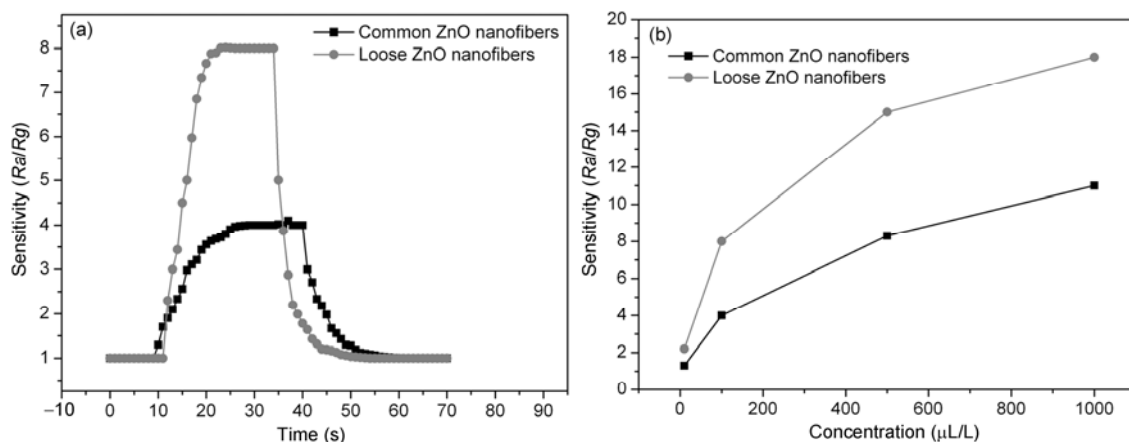 (a)
Common ZnO nanofibers
Loose ZnO nanofibers
8
7
6
5
4
3
2
1
Sensitivity (Ra/Rg)
−10 0 10 20 30 40 50 60 70 80 90
Time (s)
(b)
Common ZnO nanofibers
Loose ZnO nanofibers
20
18
16
14
12
10
8
6
4
2
0
Sensitivity (Ra/Rg)
0 200 400 600 800 1000
Concentration (μL/L)